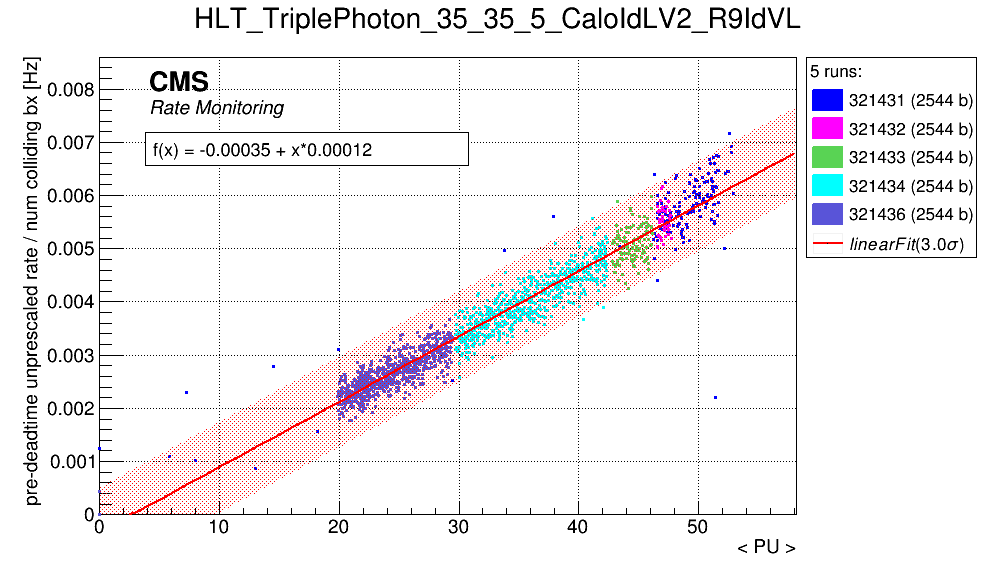 HLT_TriplePhoton_35_35_5_CaloIdLV2_R9IdVL
pre-deadtime unprescaled rate / num colliding bx [Hz]
0.008
0.007
0.006
0.005
0.004
0.003
0.002
0.001
0
CMS
Rate Monitoring
f(x) = -0.00035 + x*0.00012
0 10 20 30 40 50
< PU >
5 runs:
321431 (2544 b)
321432 (2544 b)
321433 (2544 b)
321434 (2544 b)
321436 (2544 b)
linearFit(3.0σ)